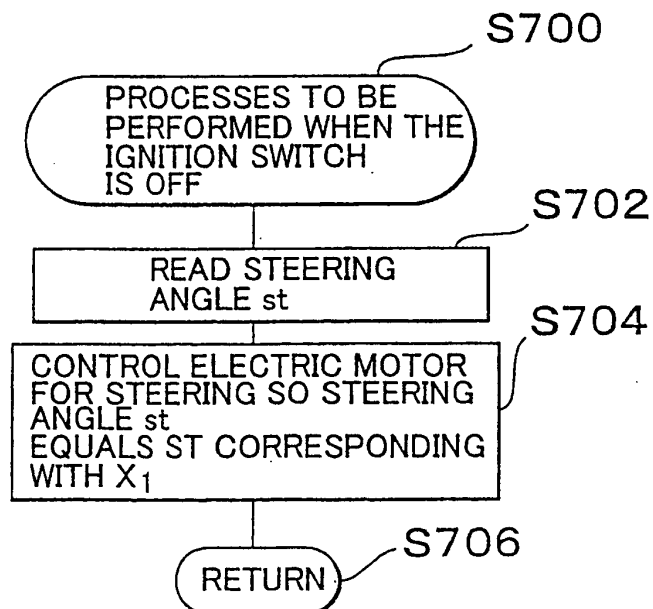 S700
PROCESSES TO BE
PERFORMED WHEN THE
IGNITION SWITCH
IS OFF
S702
READ STEERING
ANGLE st
S704
CONTROL ELECTRIC MOTOR
FOR STEERING SO STEERING
ANGLE st
EQUALS ST CORRESPONDING
WITH X₁
S706
RETURN